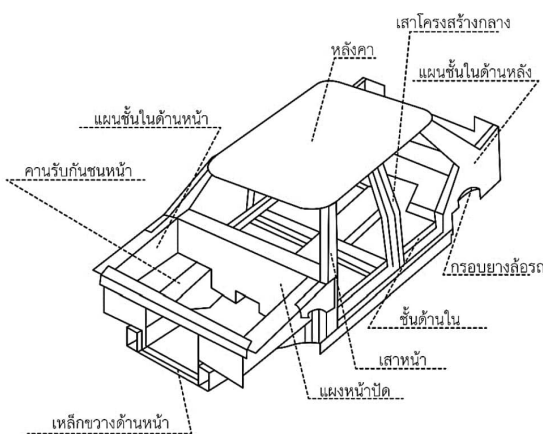 เสาโครงสร้างกลาง
หลังคา
แผนชั้นในด้านหลัง
แผนชั้นในด้านหน้า
คานรับกันชนหน้า
กรอบยางล้อรถ
ชั้นด้านใน
เสาหน้า
แผงหน้าปัด
เหล็กขวางด้านหน้า